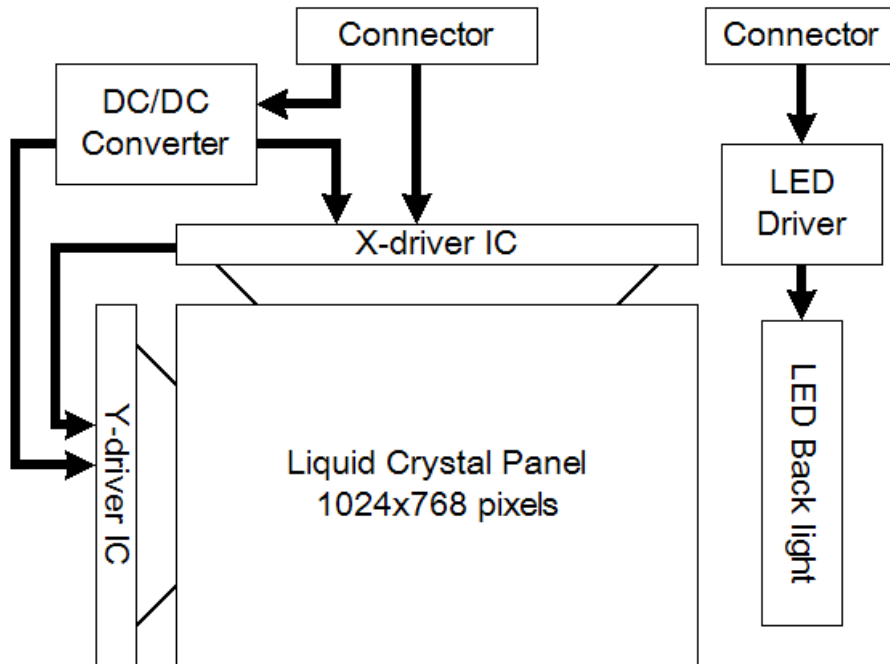 Connector
Connector
DC/DC
Converter
LED
Driver
X-driver IC
Y-driver IC
Liquid Crystal Panel
1024x768 pixels
LED Back light